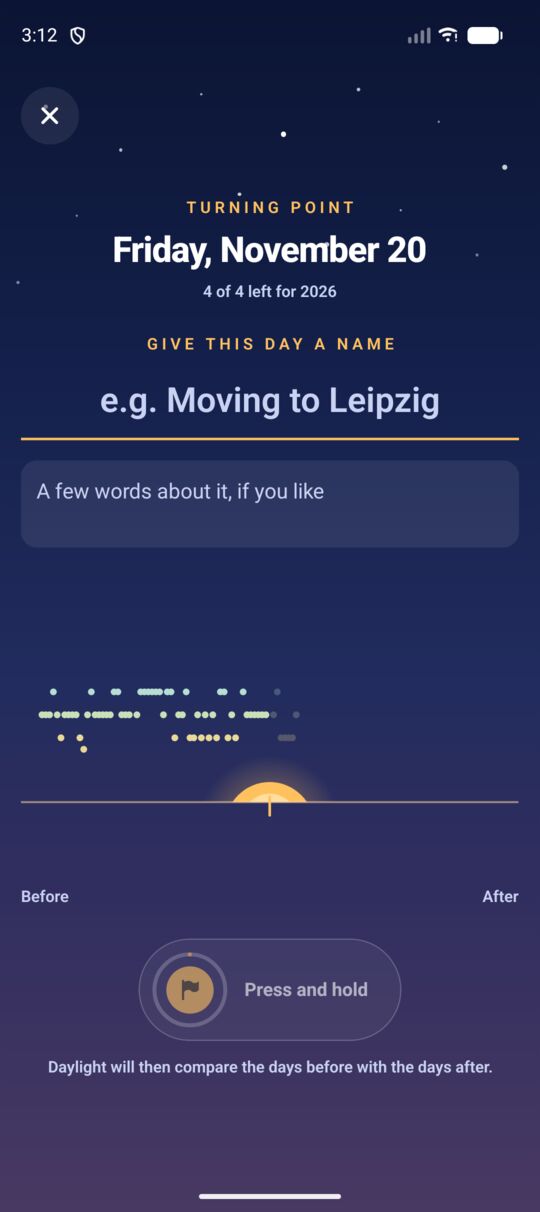 3:12
TURNING POINT
Friday, November 20
4 of 4 left for 2026
GIVE THIS DAY A NAME
e.g. Moving to Leipzig
A few words about it, if you like
Before
After
Press and hold
Daylight will then compare the days before with the days after.